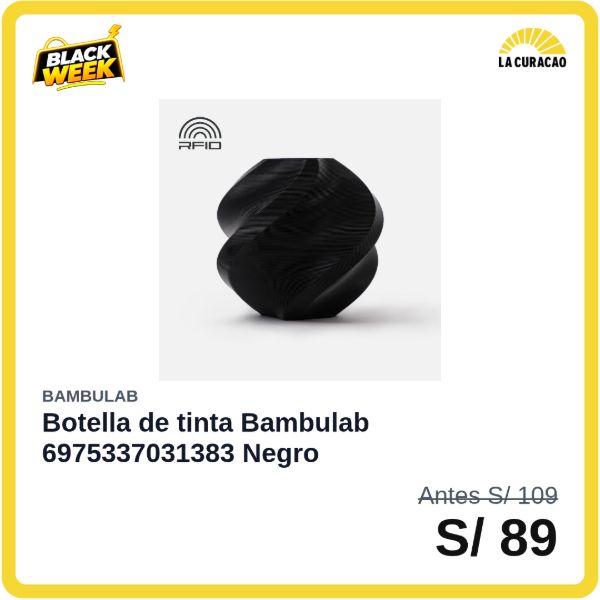 BLACK
WEEK
LA CURACAO
RFID
BAMBULAB
Botella de tinta Bambulab
6975337031383 Negro
Antes S/ 109
S/ 89